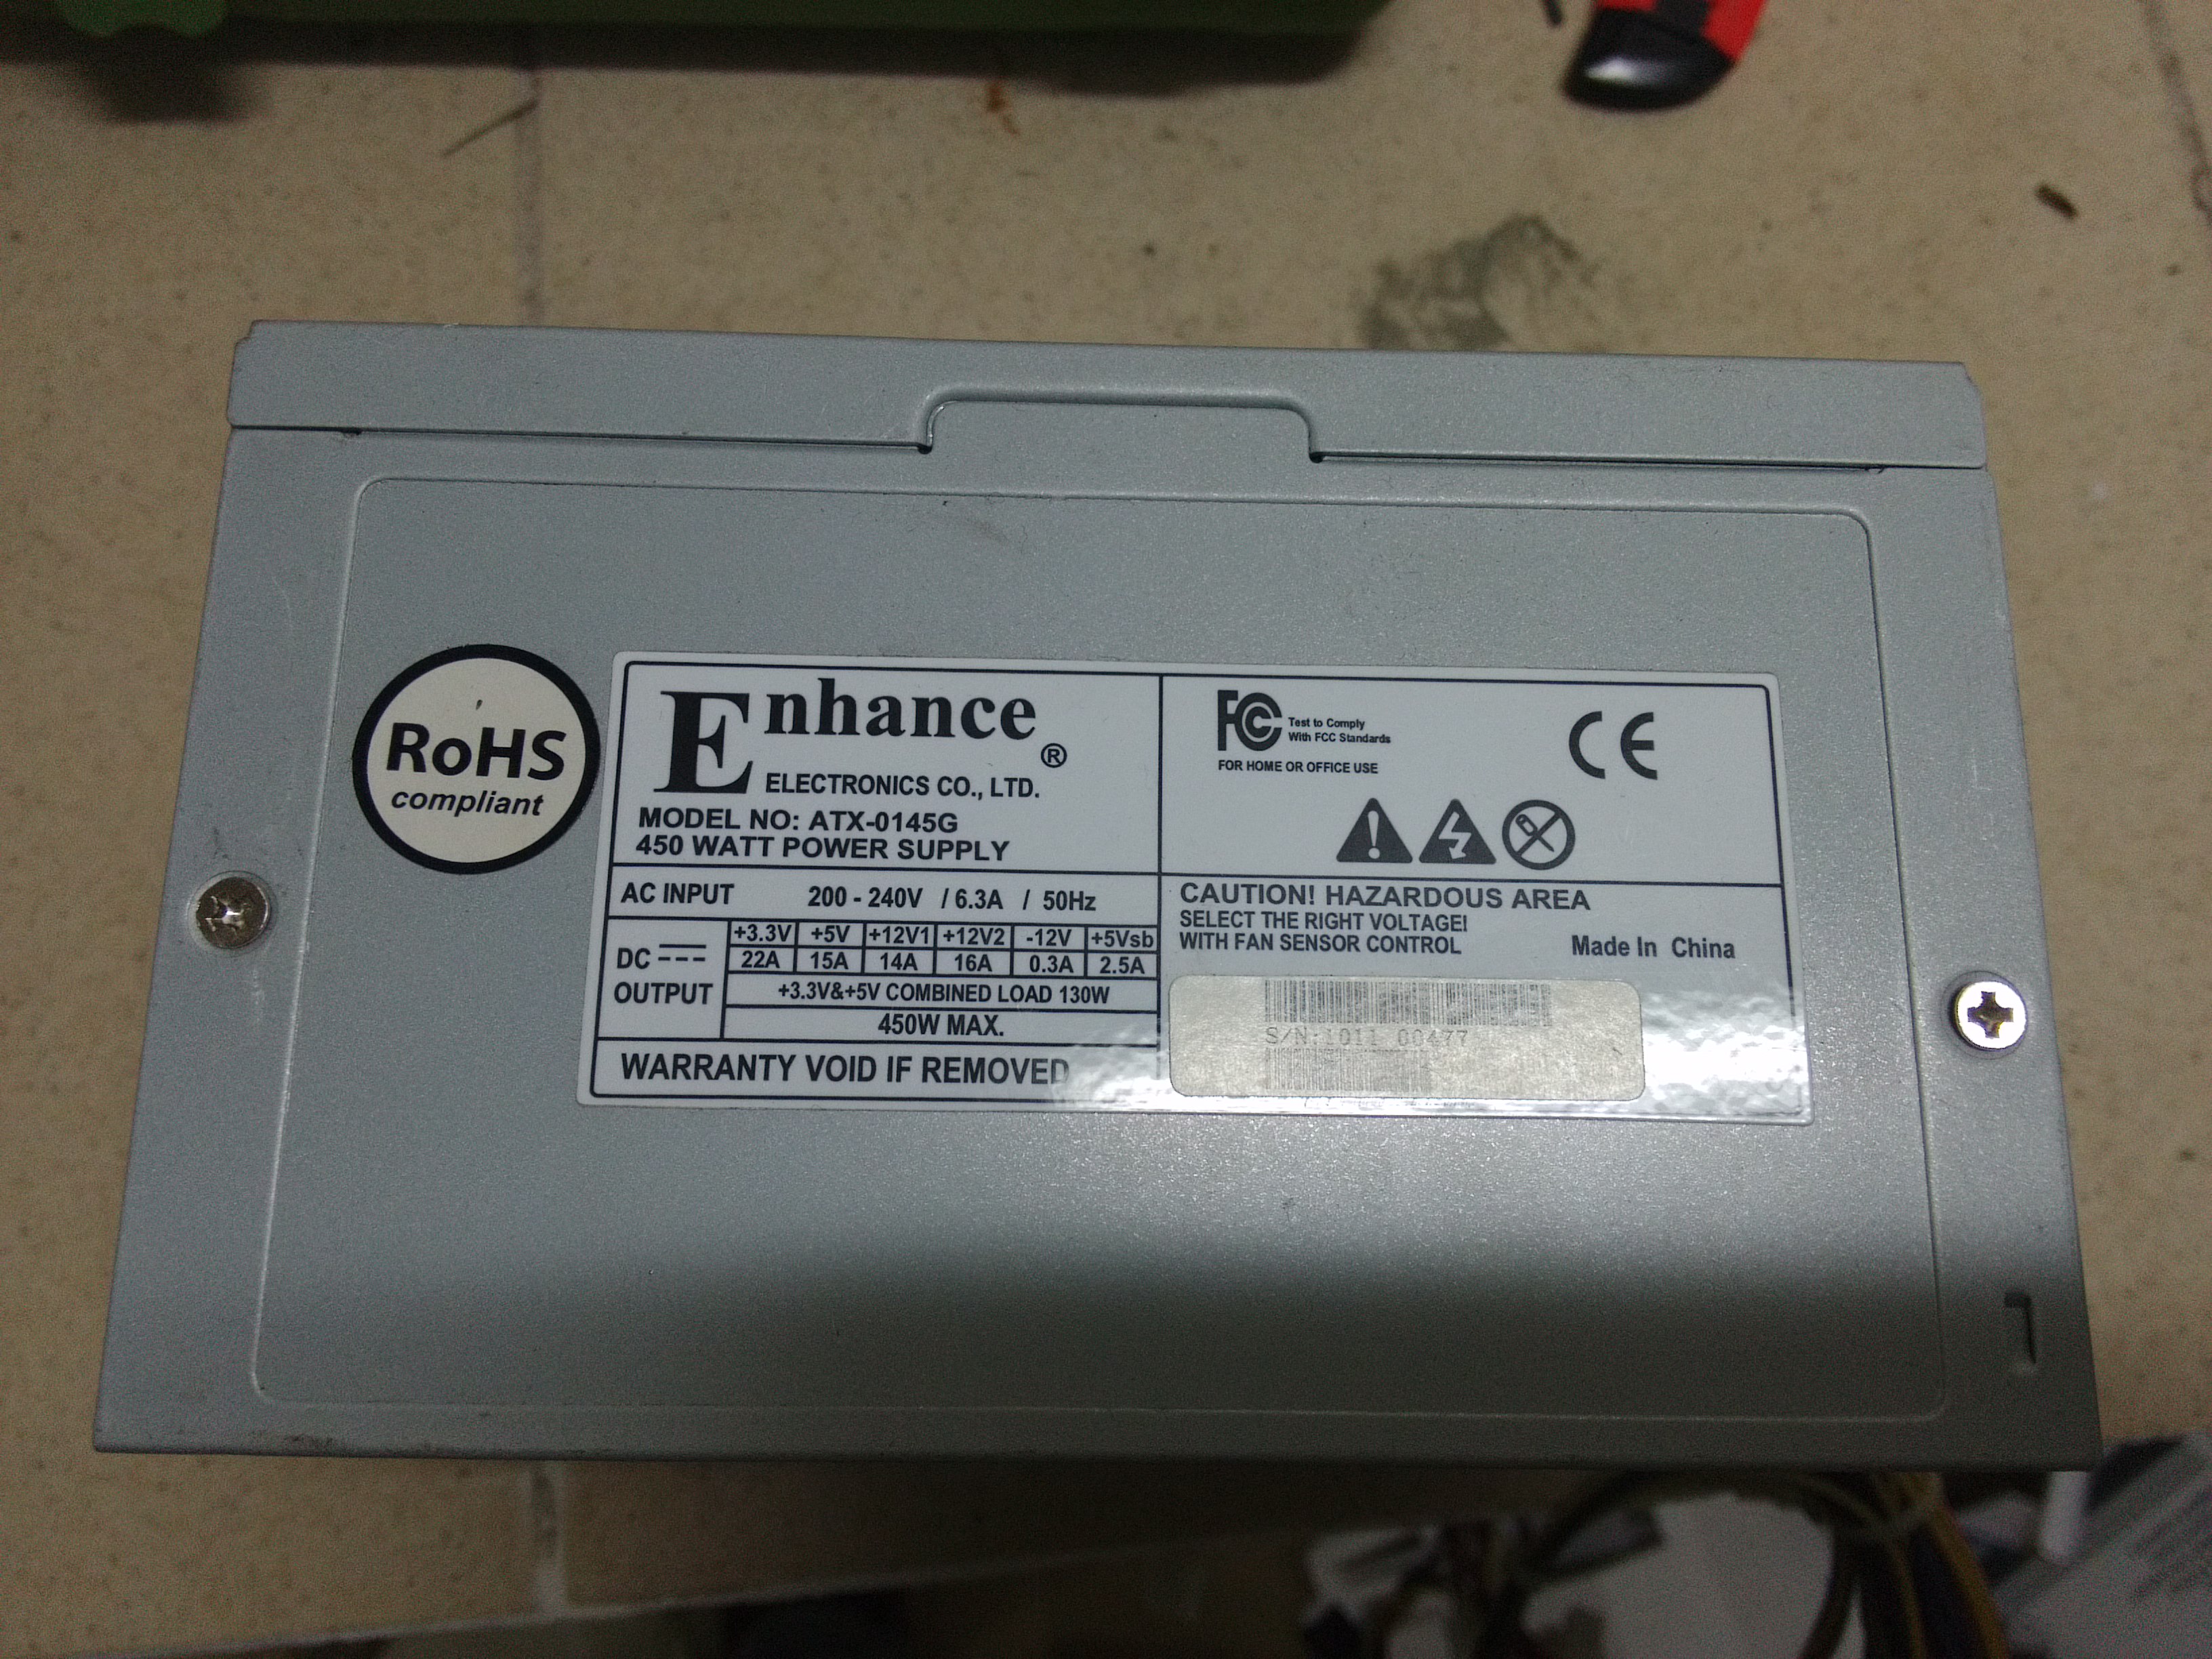 RoHS
compliant
Enhance ®
ELECTRONICS CO., LTD.
MODEL NO: ATX-0145G
450 WATT POWER SUPPLY
AC INPUT 200 - 240V / 6.3A / 50Hz
DC OUTPUT
+3.3V +5V +12V1 +12V2 -12V +5Vsb
22A 15A 14A 16A 0.3A 2.5A
+3.3V&+5V COMBINED LOAD 130W
450W MAX.
WARRANTY VOID IF REMOVED
FC Test to Comply
With FCC Standards
FOR HOME OR OFFICE USE
CE
CAUTION! HAZARDOUS AREA
SELECT THE RIGHT VOLTAGE!
WITH FAN SENSOR CONTROL
Made In China
S/N:1011 00477